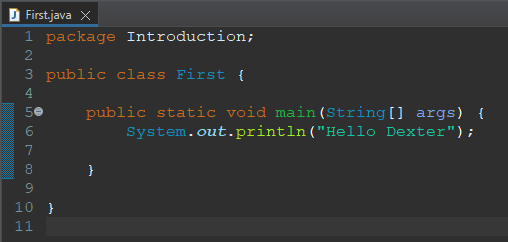 First.java
1 package Introduction;
2
3 public class First {
4
5 public static void main(String[] args) {
6 System.out.println("Hello Dexter");
7
8 }
9
10 }
11